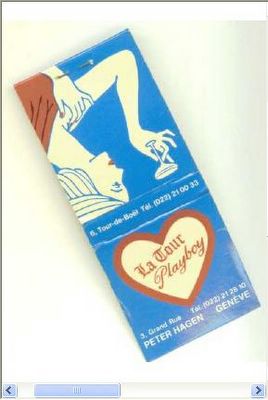 6, Tour-de-Boël Tél. (022) 21 00 33
La Tour
Playboy
3, Grand Rue Tél. (022) 21 28 10
PETER HAGEN GENÈVE